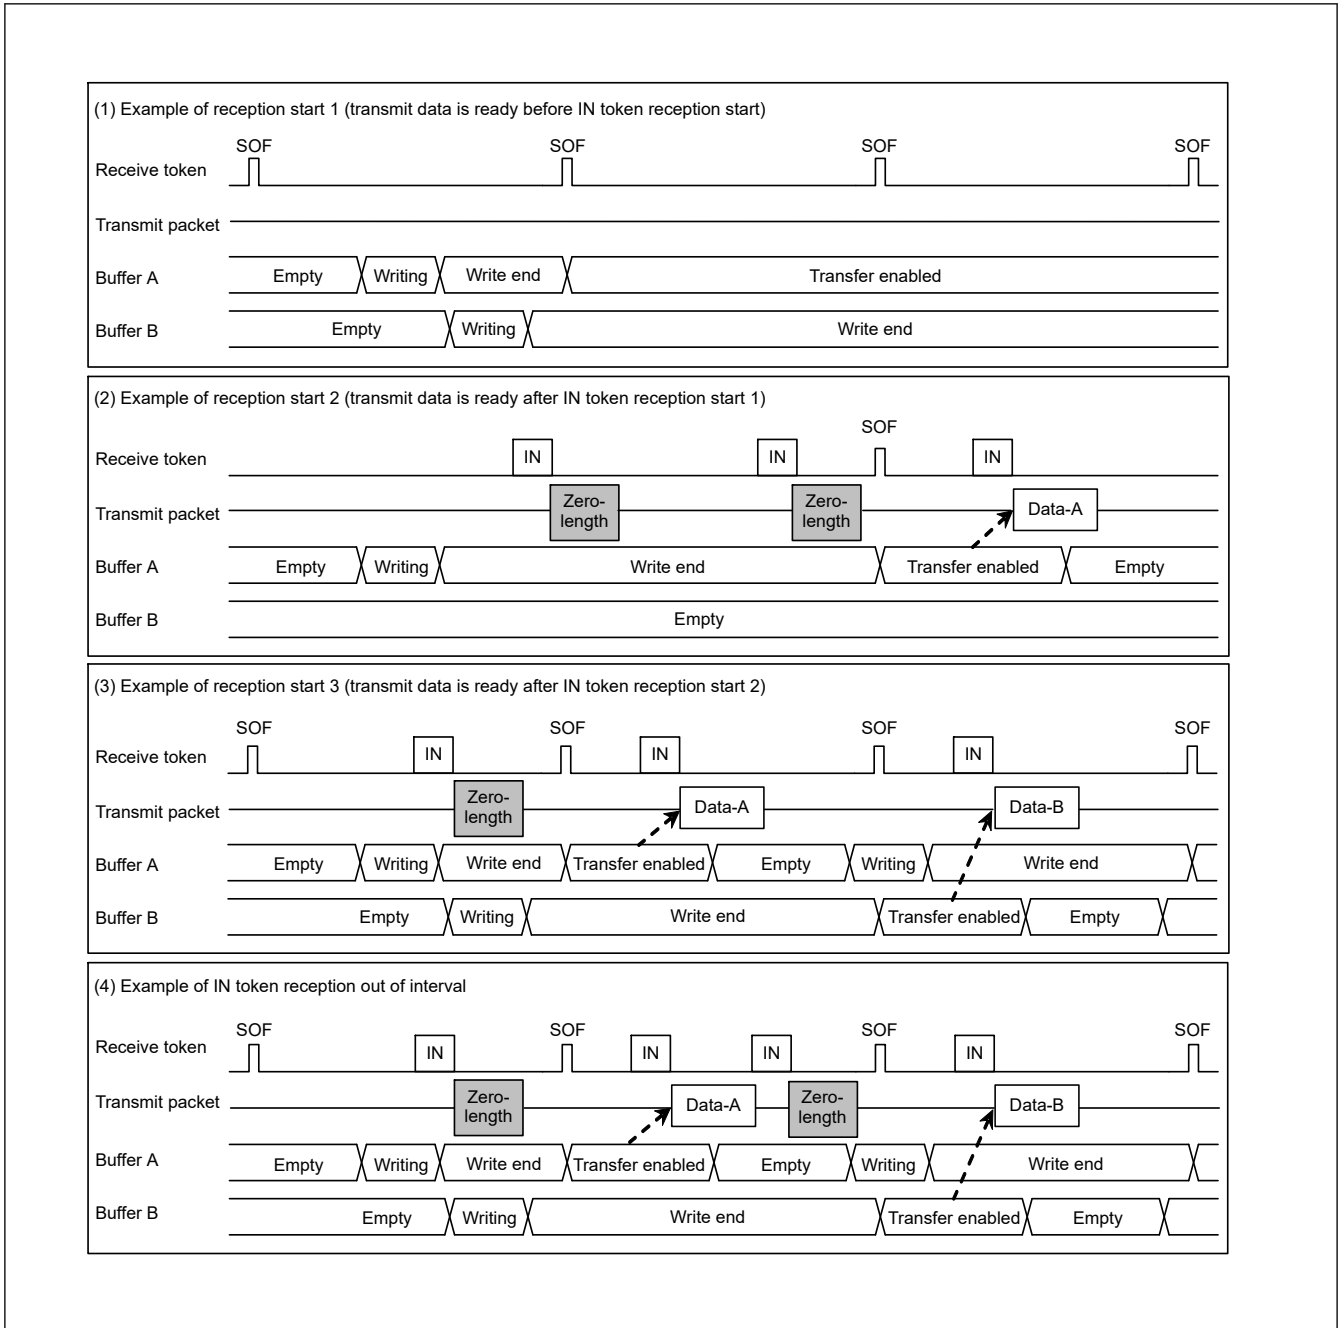 (1) Example of reception start 1 (transmit data is ready before IN token reception start)
SOF SOF SOF SOF
Receive token
Transmit packet
Buffer A Empty Writing Write end Transfer enabled
Buffer B Empty Writing Write end
(2) Example of reception start 2 (transmit data is ready after IN token reception start 1)
SOF
Receive token IN IN IN
Transmit packet Zero- Zero- Data-A
length length
Buffer A Empty Writing Write end Transfer enabled Empty
Buffer B Empty
(3) Example of reception start 3 (transmit data is ready after IN token reception start 2)
SOF SOF SOF SOF
Receive token IN IN IN
Transmit packet Zero- Data-A Data-B
length
Buffer A Empty Writing Write end Transfer enabled Empty Writing Write end
Buffer B Empty Writing Write end Transfer enabled Empty
(4) Example of IN token reception out of interval
SOF SOF SOF SOF
Receive token IN IN IN IN
Transmit packet Zero- Data-A Zero- Data-B
length length
Buffer A Empty Writing Write end Transfer enabled Empty Writing Write end
Buffer B Empty Writing Write end Transfer enabled Empty